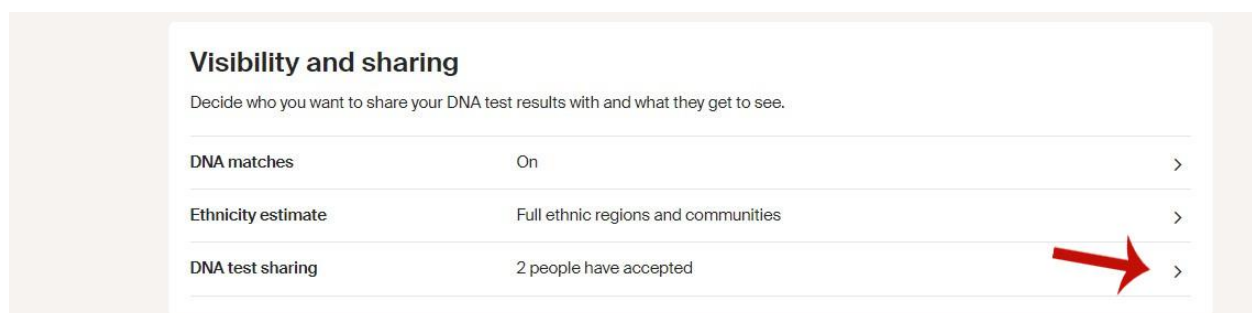 Visibility and sharing
Decide who you want to share your DNA test results with and what they get to see.
DNA matches On
Ethnicity estimate Full ethnic regions and communities
DNA test sharing 2 people have accepted